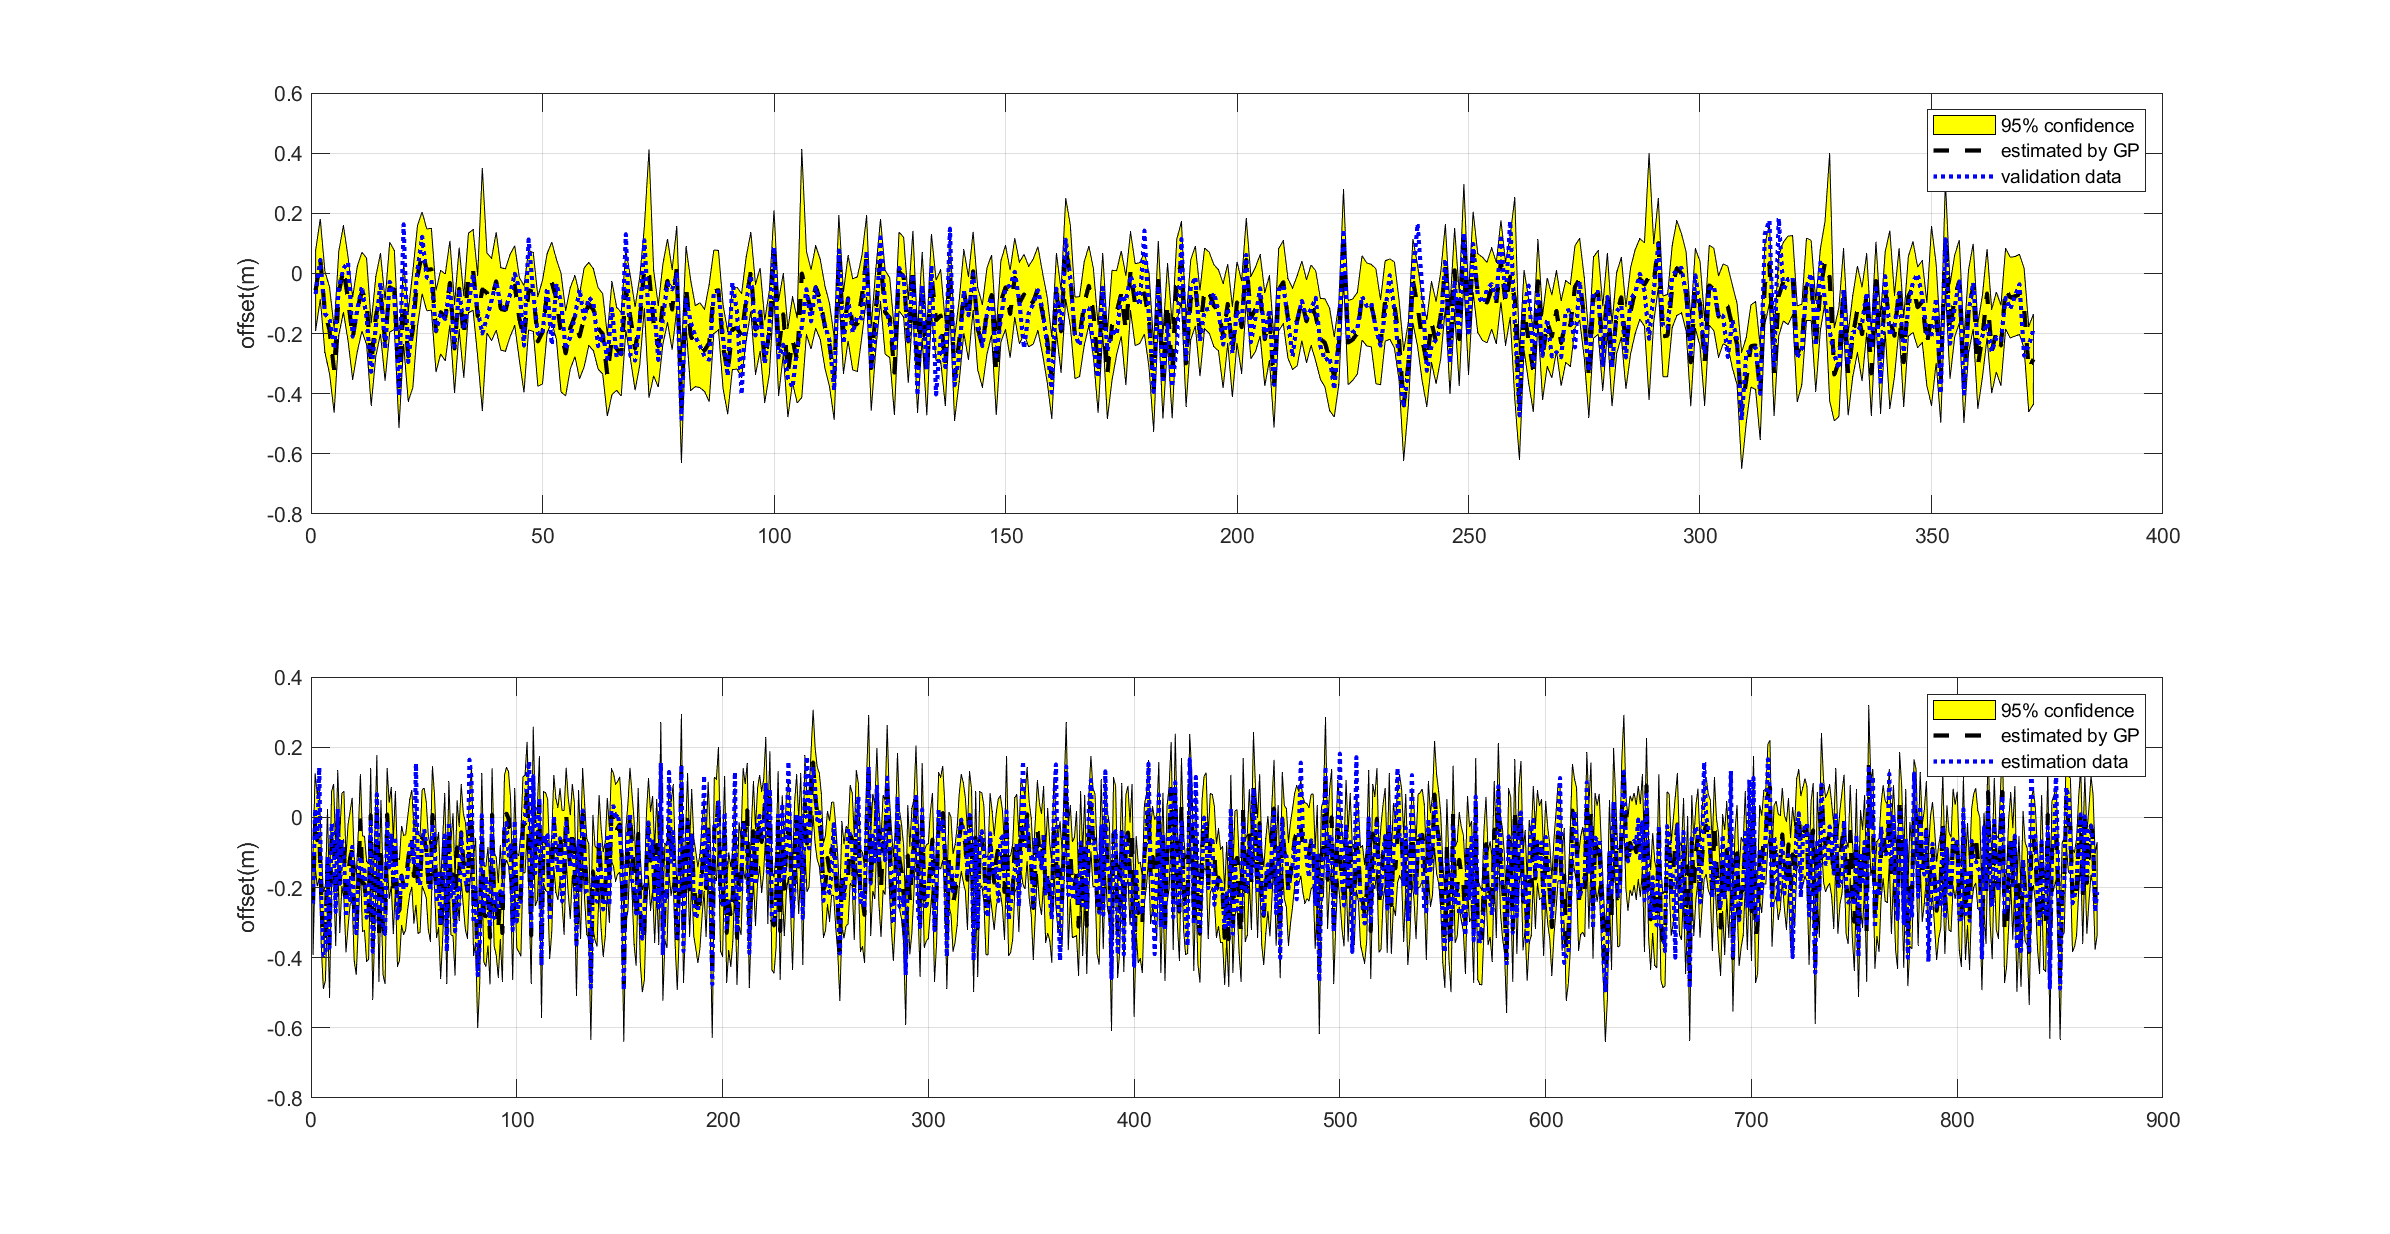 0.6
0.4
0.2
0
-0.2
-0.4
-0.6
-0.8
offset(m)
95% confidence
estimated by GP
validation data
0 50 100 150 200 250 300 350 400
0.4
0.2
0
-0.2
-0.4
-0.6
-0.8
offset(m)
95% confidence
estimated by GP
estimation data
0 100 200 300 400 500 600 700 800 900